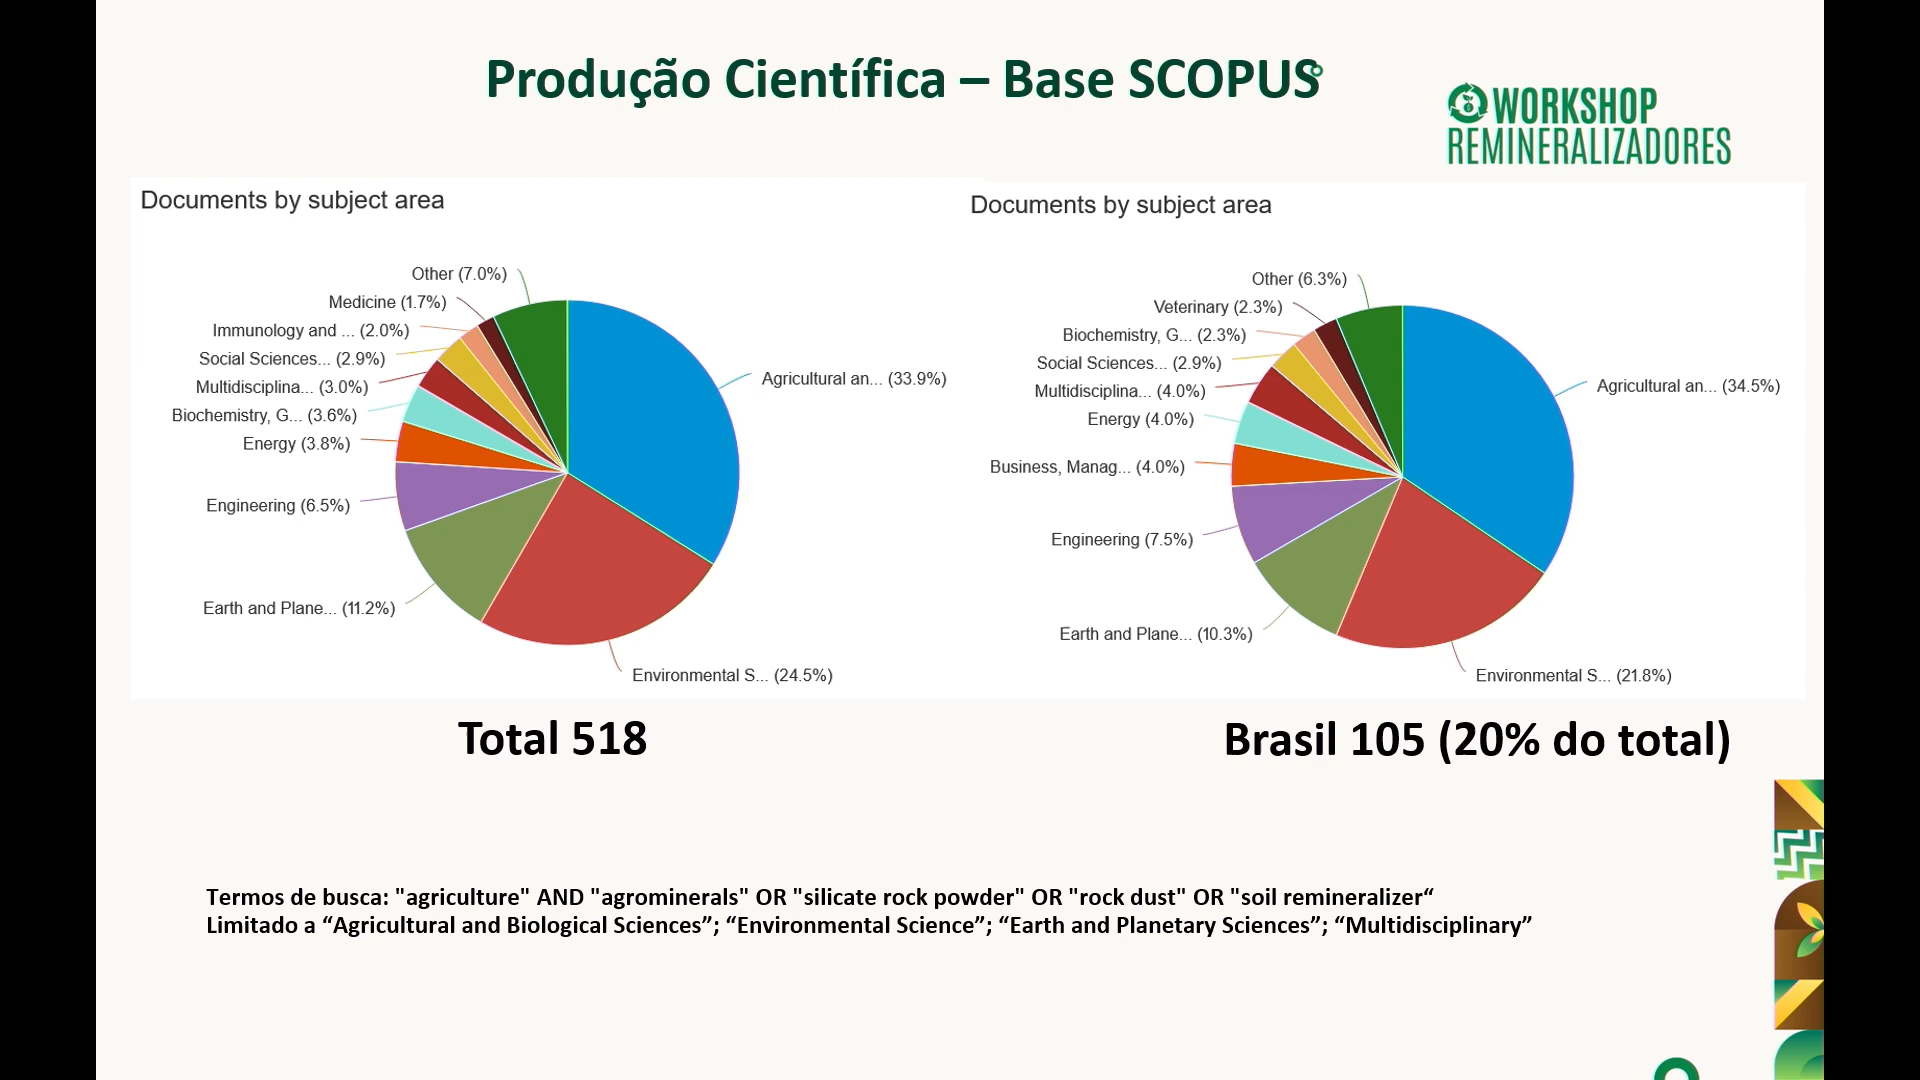 Produção Científica – Base SCOPUS
WORKSHOP
REMINERALIZADORES
Documents by subject area
Other (7.0%)
Medicine (1.7%)
Immunology and ... (2.0%)
Social Sciences... (2.9%)
Multidisciplina... (3.0%)
Biochemistry, G... (3.6%)
Energy (3.8%)
Engineering (6.5%)
Earth and Plane... (11.2%)
Environmental S... (24.5%)
Agricultural an... (33.9%)
Total 518
Documents by subject area
Other (6.3%)
Veterinary (2.3%)
Biochemistry, G... (2.3%)
Social Sciences... (2.9%)
Multidisciplina... (4.0%)
Energy (4.0%)
Business, Manag... (4.0%)
Engineering (7.5%)
Earth and Plane... (10.3%)
Environmental S... (21.8%)
Agricultural an... (34.5%)
Brasil 105 (20% do total)
Termos de busca: "agriculture" AND "agrominerals" OR "silicate rock powder" OR "rock dust" OR "soil remineralizer“
Limitado a “Agricultural and Biological Sciences”; “Environmental Science”; “Earth and Planetary Sciences”; “Multidisciplinary”